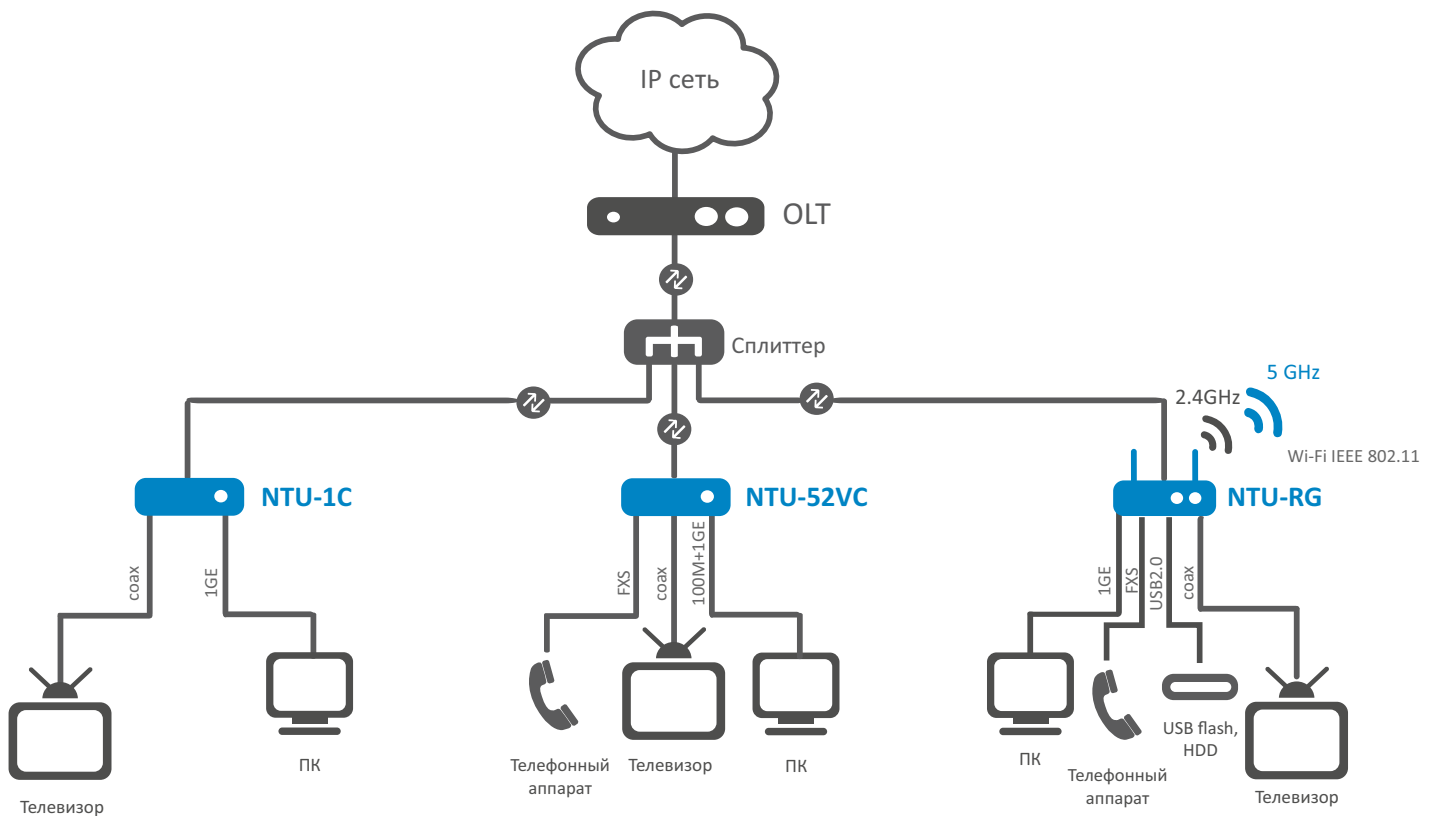 IP сеть
OLT
Сплиттер
5 GHz
2.4GHz
Wi-Fi IEEE 802.11
NTU-1C
NTU-52VC
NTU-RG
coax
1GE
FXS
coax
100M+1GE
1GE
FXS
USB2.0
coax
Телевизор
ПК
Телефонный
аппарат
Телевизор
ПК
ПК
Телефонный
аппарат
USB flash,
HDD
Телевизор